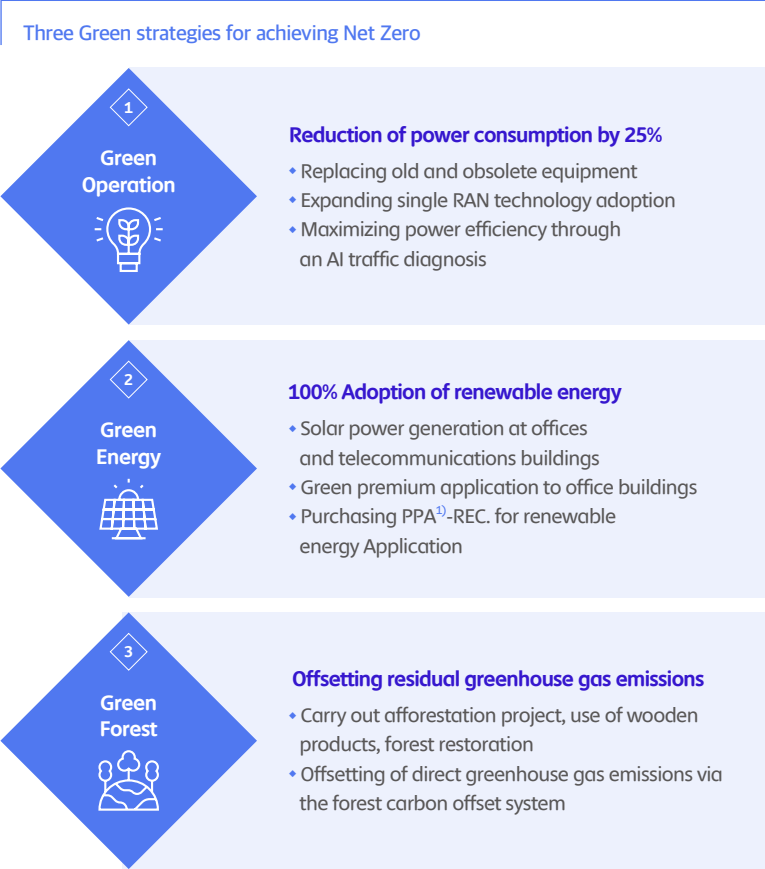 Three Green strategies for achieving Net Zero
1
Green
Operation
Reduction of power consumption by 25%
• Replacing old and obsolete equipment
• Expanding single RAN technology adoption
• Maximizing power efficiency through
an AI traffic diagnosis
2
Green
Energy
100% Adoption of renewable energy
• Solar power generation at offices
and telecommunications buildings
• Green premium application to office buildings
• Purchasing PPA1)-REC. for renewable
energy Application
3
Green
Forest
Offsetting residual greenhouse gas emissions
• Carry out afforestation project, use of wooden
products, forest restoration
• Offsetting of direct greenhouse gas emissions via
the forest carbon offset system